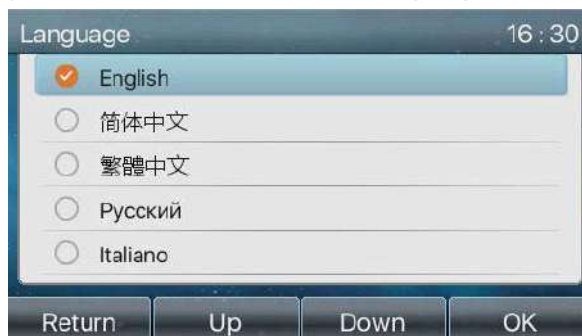 Language 16 : 30
English
简体中文
繁體中文
Русский
Italiano
Return Up Down OK